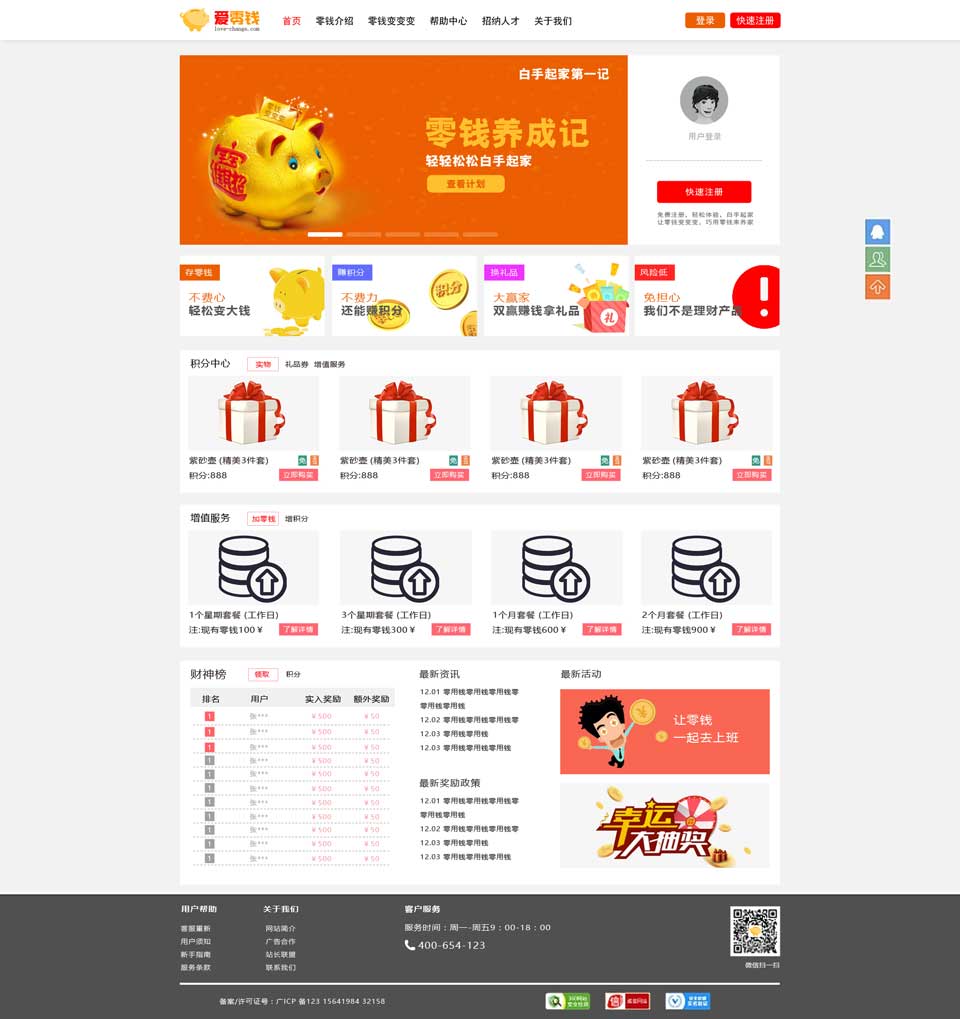 爱零钱
love-change.com
首页 零钱介绍 零钱变变变 帮助中心 招纳人才 关于我们
登录 快速注册
白手起家第一记
零钱养成记
轻轻松松白手起家
查看计划
用户登录
快速注册
免费注册，轻松体验，白手起家
让零钱变变变，巧用零钱来养家
存零钱
不费心
轻松变大钱
赚积分
不费力
还能赚积分
积分
换礼品
大赢家
双赢赚钱拿礼品
礼
风险低
免担心
我们不是理财产品
积分中心 实物 礼品券 增值服务
紫砂壶 (精美3件套) 免
积分:888 立即购买
紫砂壶 (精美3件套) 免
积分:888 立即购买
紫砂壶 (精美3件套) 免
积分:888 立即购买
紫砂壶 (精美3件套) 免
积分:888 立即购买
增值服务 加零钱 增积分
1个星期套餐 (工作日)
注:现有零钱100￥ 了解详情
3个星期套餐 (工作日)
注:现有零钱300￥ 了解详情
1个月套餐 (工作日)
注:现有零钱600￥ 了解详情
2个月套餐 (工作日)
注:现有零钱900￥ 了解详情
财神榜 领取 积分
排名 用户 实入奖励 额外奖励
1 张*** ￥500 ￥50
1 张*** ￥500 ￥50
1 张*** ￥500 ￥50
1 张*** ￥500 ￥50
1 张*** ￥500 ￥50
1 张*** ￥500 ￥50
1 张*** ￥500 ￥50
1 张*** ￥500 ￥50
1 张*** ￥500 ￥50
1 张*** ￥500 ￥50
1 张*** ￥500 ￥50
最新资讯
12.01 零用钱零用钱零用钱零
零用钱零用钱
12.02 零用钱零用钱零用钱零
12.03 零用钱零用钱
12.03 零用钱零用钱零用钱
最新奖励政策
12.01 零用钱零用钱零用钱零
零用钱零用钱
12.02 零用钱零用钱零用钱零
12.03 零用钱零用钱
12.03 零用钱零用钱零用钱
最新活动
让零钱
一起去上班
幸运
大抽奖
用户帮助
客服重新
用户须知
新手指南
服务条款
关于我们
网站简介
广告合作
站长联盟
联系我们
客户服务
服务时间：周一-周五9：00-18：00
400-654-123
微信扫一扫
备案/许可证号：广ICP 备123 15641984 32158